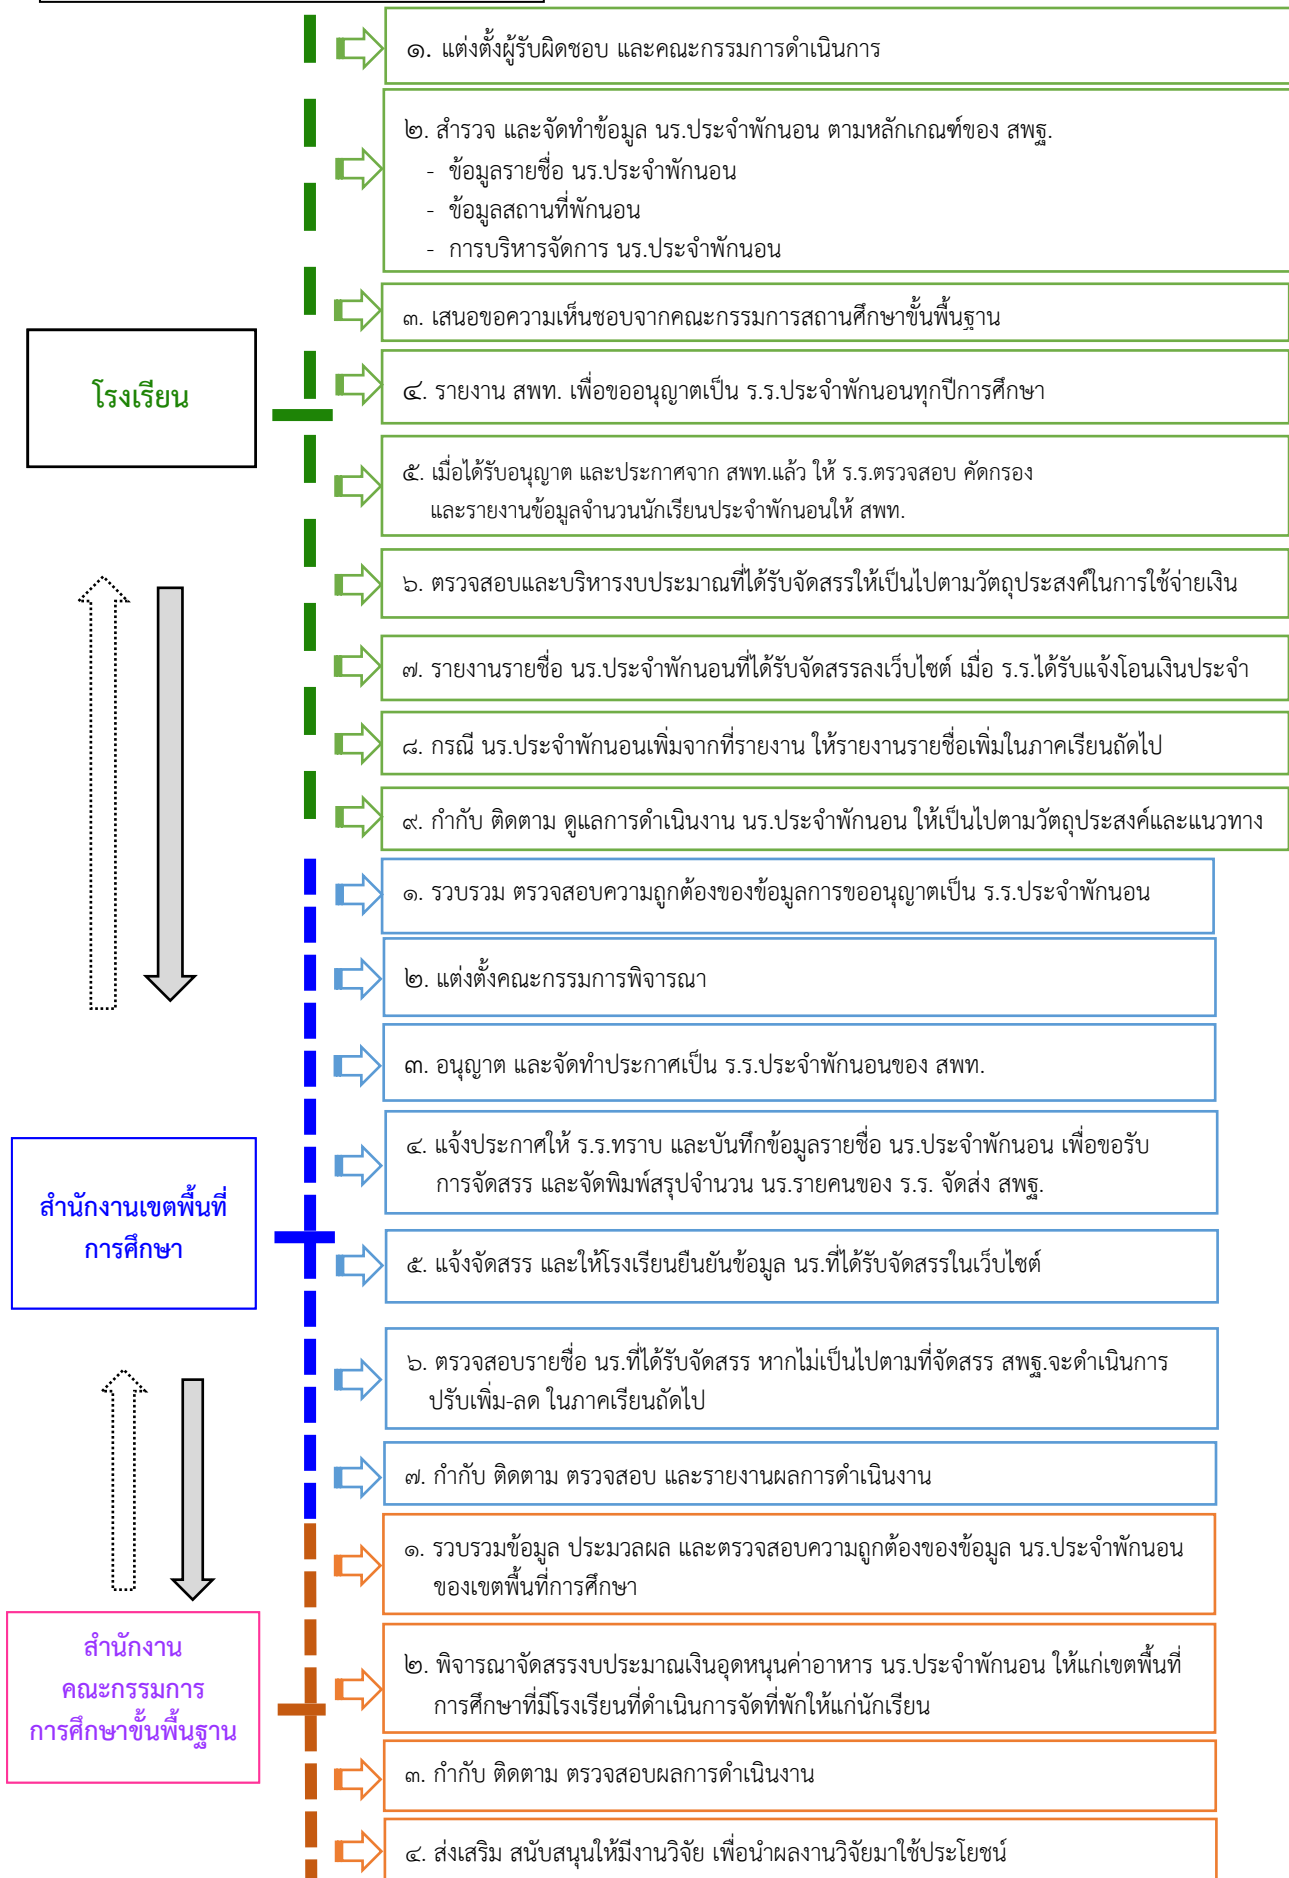 ๑. แต่งตั้งผู้รับผิดชอบ และคณะกรรมการดำเนินการ
๒. สำรวจ และจัดทำข้อมูล นร.ประจำพักนอน ตามหลักเกณฑ์ของ สพฐ.
- ข้อมูลรายชื่อ นร.ประจำพักนอน
- ข้อมูลสถานที่พักนอน
- การบริหารจัดการ นร.ประจำพักนอน
๓. เสนอขอความเห็นชอบจากคณะกรรมการสถานศึกษาขั้นพื้นฐาน
โรงเรียน
๔. รายงาน สพท. เพื่อขออนุญาตเป็น ร.ร.ประจำพักนอนทุกปีการศึกษา
๕. เมื่อได้รับอนุญาต และประกาศจาก สพท.แล้ว ให้ ร.ร.ตรวจสอบ คัดกรอง
และรายงานข้อมูลจำนวนนักเรียนประจำพักนอนให้ สพท.
๖. ตรวจสอบและบริหารงบประมาณที่ได้รับจัดสรรให้เป็นไปตามวัตถุประสงค์ในการใช้จ่ายเงิน
๗. รายงานรายชื่อ นร.ประจำพักนอนที่ได้รับจัดสรรลงเว็บไซต์ เมื่อ ร.ร.ได้รับแจ้งโอนเงินประจำ
๘. กรณี นร.ประจำพักนอนเพิ่มจากที่รายงาน ให้รายงานรายชื่อเพิ่มในภาคเรียนถัดไป
๙. กำกับ ติดตาม ดูแลการดำเนินงาน นร.ประจำพักนอน ให้เป็นไปตามวัตถุประสงค์และแนวทาง
๑. รวบรวม ตรวจสอบความถูกต้องของข้อมูลการขออนุญาตเป็น ร.ร.ประจำพักนอน
๒. แต่งตั้งคณะกรรมการพิจารณา
๓. อนุญาต และจัดทำประกาศเป็น ร.ร.ประจำพักนอนของ สพท.
๔. แจ้งประกาศให้ ร.ร.ทราบ และบันทึกข้อมูลรายชื่อ นร.ประจำพักนอน เพื่อขอรับ
การจัดสรร และจัดพิมพ์สรุปจำนวน นร.รายคนของ ร.ร. จัดส่ง สพฐ.
สำนักงานเขตพื้นที่
การศึกษา
๕. แจ้งจัดสรร และให้โรงเรียนยืนยันข้อมูล นร.ที่ได้รับจัดสรรในเว็บไซต์
๖. ตรวจสอบรายชื่อ นร.ที่ได้รับจัดสรร หากไม่เป็นไปตามที่จัดสรร สพฐ.จะดำเนินการ
ปรับเพิ่ม-ลด ในภาคเรียนถัดไป
๗. กำกับ ติดตาม ตรวจสอบ และรายงานผลการดำเนินงาน
๑. รวบรวมข้อมูล ประมวลผล และตรวจสอบความถูกต้องของข้อมูล นร.ประจำพักนอน
ของเขตพื้นที่การศึกษา
สำนักงาน
คณะกรรมการ
การศึกษาขั้นพื้นฐาน
๒. พิจารณาจัดสรรงบประมาณเงินอุดหนุนค่าอาหาร นร.ประจำพักนอน ให้แก่เขตพื้นที่
การศึกษาที่มีโรงเรียนที่ดำเนินการจัดที่พักให้แก่นักเรียน
๓. กำกับ ติดตาม ตรวจสอบผลการดำเนินงาน
๔. ส่งเสริม สนับสนุนให้มีงานวิจัย เพื่อนำผลงานวิจัยมาใช้ประโยชน์